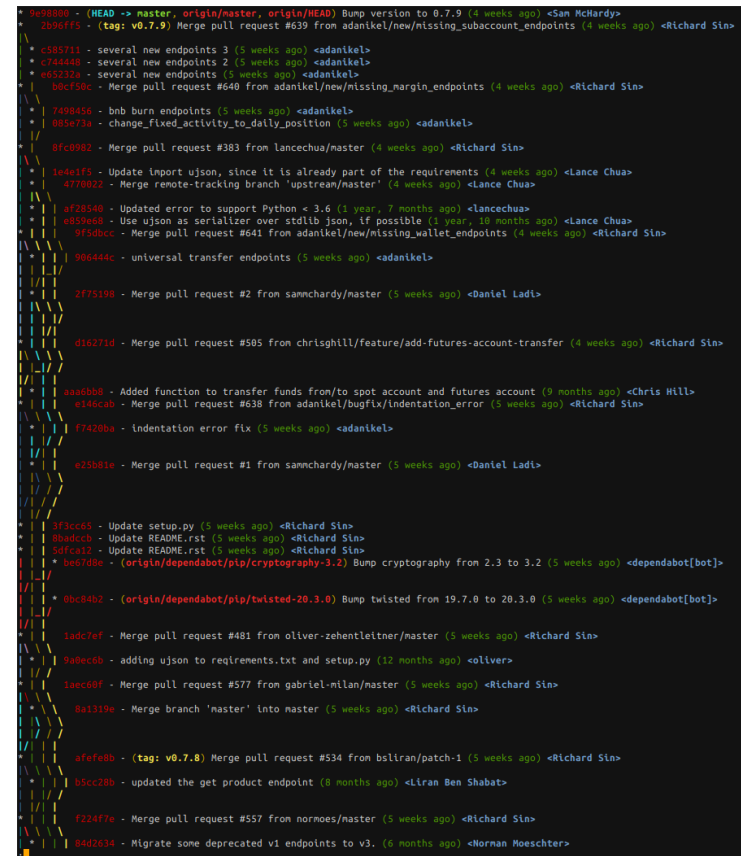 * 9e98800 - (HEAD -> master, origin/master, origin/HEAD) Bump version to 0.7.9 (4 weeks ago) <Sam McHardy>
* 2b96ff5 - (tag: v0.7.9) Merge pull request #639 from adanikel/new/missing_subaccount_endpoints (4 weeks ago) <Richard Sin>
* c585711 - several new endpoints 3 (5 weeks ago) <adanikel>
* c744448 - several new endpoints 2 (5 weeks ago) <adanikel>
* e65232a - several new endpoints (5 weeks ago) <adanikel>
* b0cf50c - Merge pull request #640 from adanikel/new/missing_margin_endpoints (4 weeks ago) <Richard Sin>
* 7498456 - bnb burn endpoints (5 weeks ago) <adanikel>
* 085e73a - change_fixed_activity_to_daily_position (5 weeks ago) <adanikel>
* 8fc0982 - Merge pull request #383 from lancechua/master (4 weeks ago) <Richard Sin>
* 1e4e1f5 - Update import ujson, since it is already part of the requirements (4 weeks ago) <Lance Chua>
* 4770022 - Merge remote-tracking branch 'upstream/master' (4 weeks ago) <Lance Chua>
* af28540 - Updated error to support Python < 3.6 (1 year, 7 months ago) <lancechua>
* e859e68 - Use ujson as serializer over stdlib json, if possible (1 year, 10 months ago) <Lance Chua>
* 9f3dbcc - Merge pull request #641 from adanikel/new/missing_wallet_endpoints (4 weeks ago) <Richard Sin>
* 906444c - universal transfer endpoints (5 weeks ago) <adanikel>
* 2f75198 - Merge pull request #2 from sammchardy/master (5 weeks ago) <Daniel Ladi>
* d16271d - Merge pull request #505 from chrisghill/feature/add-futures-account-transfer (4 weeks ago) <Richard Sin>
* aaa6bb8 - Added function to transfer funds from/to spot account and futures account (9 months ago) <Chris Hill>
* e146cab - Merge pull request #638 from adanikel/bugfix/indentation_error (5 weeks ago) <Richard Sin>
* f7420ba - indentation error fix (5 weeks ago) <adanikel>
* e25b81e - Merge pull request #1 from sammchardy/master (5 weeks ago) <Daniel Ladi>
* 3f3cc65 - Update setup.py (5 weeks ago) <Richard Sin>
* 8badccb - Update README.rst (5 weeks ago) <Richard Sin>
* 5dfca12 - Update README.rst (5 weeks ago) <Richard Sin>
* be67d8e - (origin/dependabot/pip/cryptography-3.2) Bump cryptography from 2.3 to 3.2 (5 weeks ago) <dependabot[bot]>
* 0bc84b2 - (origin/dependabot/pip/twisted-20.3.0) Bump twisted from 19.7.0 to 20.3.0 (5 weeks ago) <dependabot[bot]>
* 1adc7ef - Merge pull request #481 from oliver-zehentleitner/master (5 weeks ago) <Richard Sin>
* 9a0ec6b - adding ujson to reqirements.txt and setup.py (12 months ago) <oliver>
* 1aec60f - Merge pull request #577 from gabriel-milan/master (5 weeks ago) <Richard Sin>
* 8a1319e - Merge branch 'master' into master (5 weeks ago) <Richard Sin>
* afefe8b - (tag: v0.7.8) Merge pull request #534 from bsliran/patch-1 (5 weeks ago) <Richard Sin>
* b5cc28b - updated the get product endpoint (8 months ago) <Liran Ben Shabat>
* f224f7e - Merge pull request #557 from normoes/master (5 weeks ago) <Richard Sin>
* 84d2634 - Migrate some deprecated v1 endpoints to v3. (6 months ago) <Norman Moeschter>